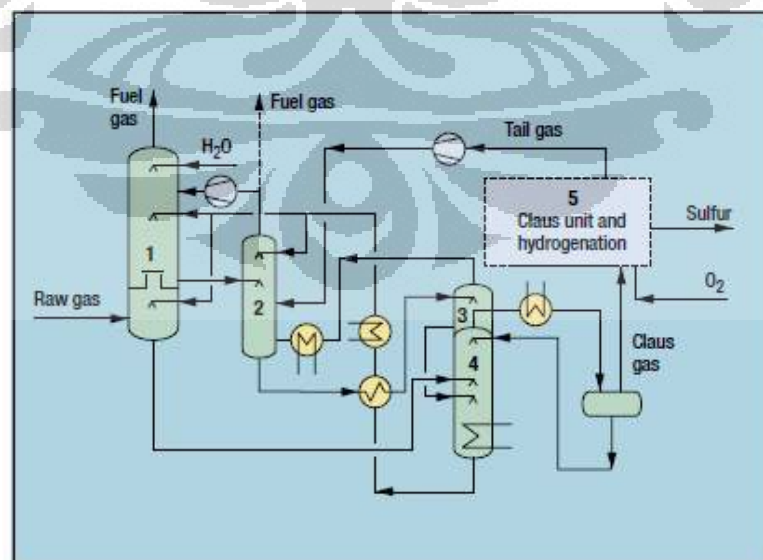 Fuel
gas
Fuel gas
H₂O
Tail gas
5
Claus unit and
hydrogenation
Sulfur
1
2
3
4
Raw gas
O₂
Claus
gas